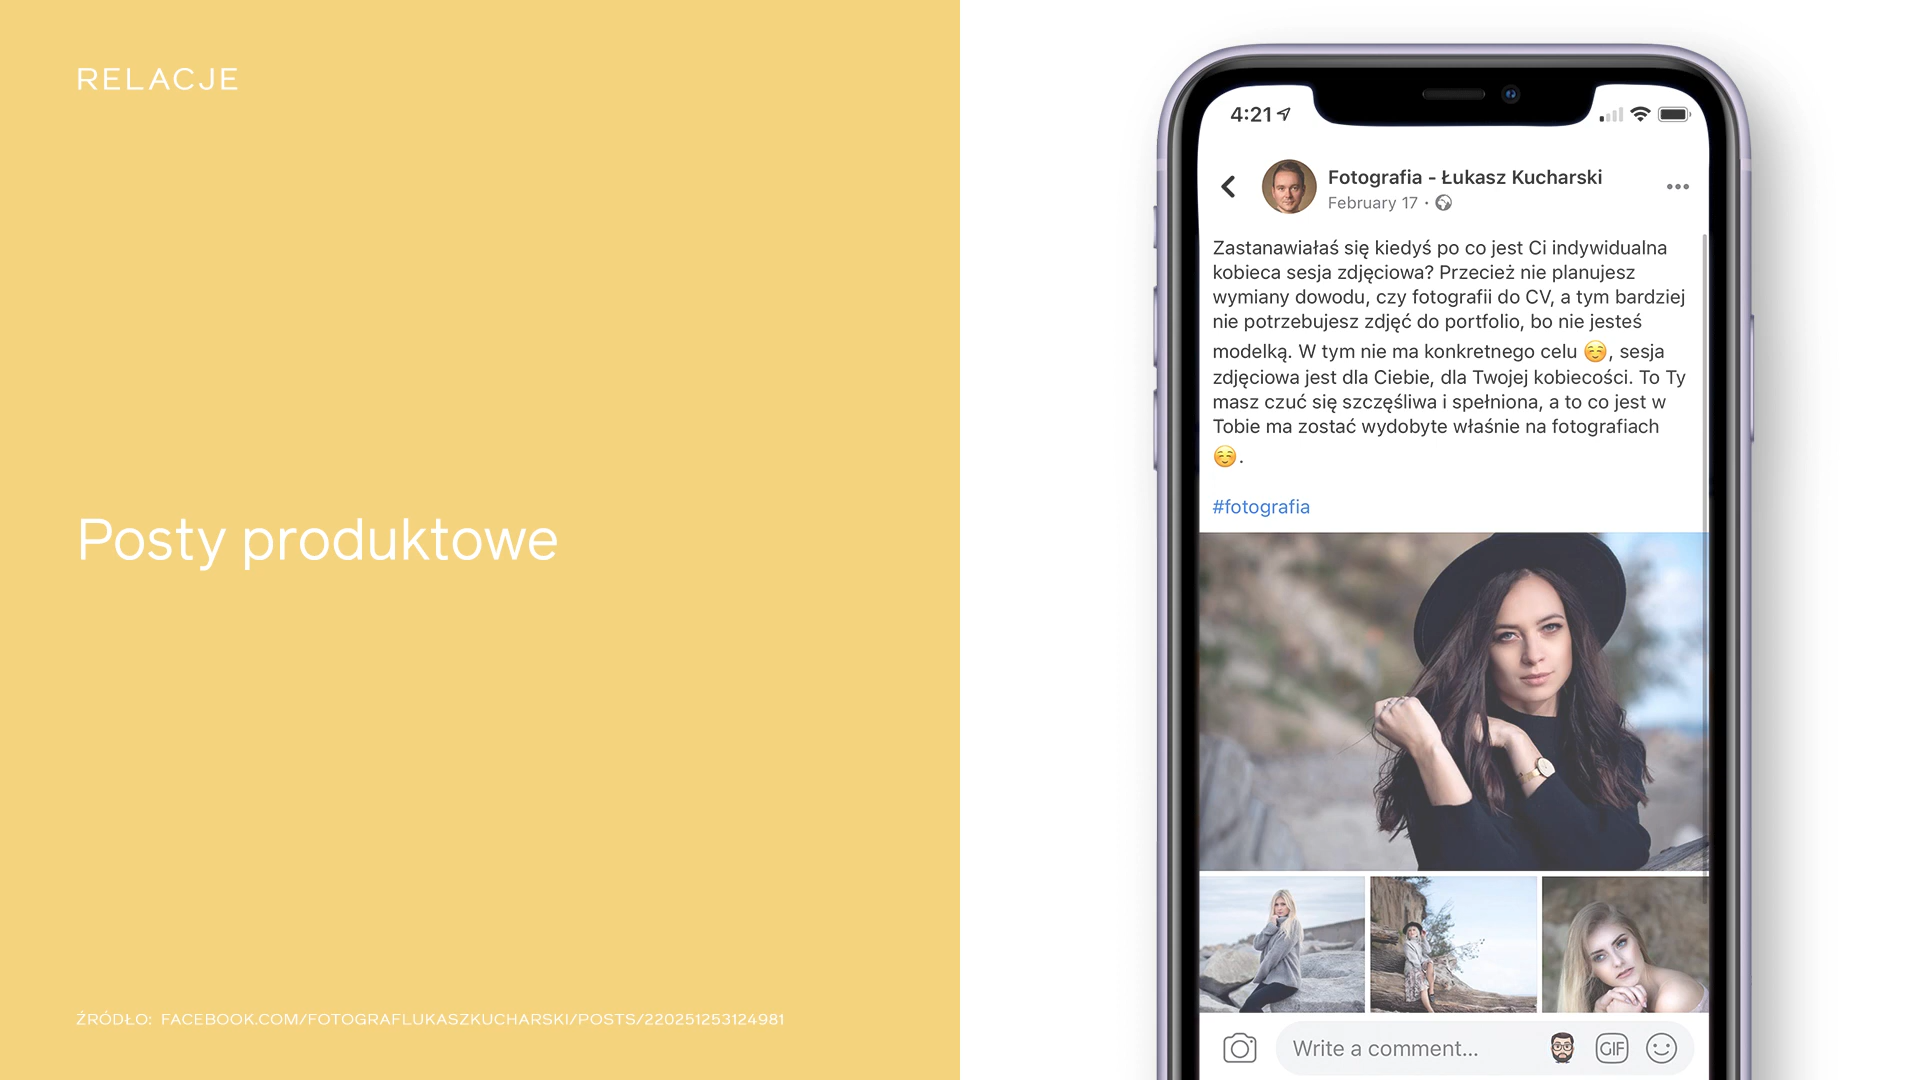 RELACJE
Posty produktowe
ŹRÓDŁO: FACEBOOK.COM/FOTOGRAFLUKASZKUCHARSKI/POSTS/220251253124981
4:21
Fotografia - Łukasz Kucharski
February 17 ·
Zastanawiałaś się kiedyś po co jest Ci indywidualna
kobieca sesja zdjęciowa? Przecież nie planujesz
wymiany dowodu, czy fotografii do CV, a tym bardziej
nie potrzebujesz zdjęć do portfolio, bo nie jesteś
modelką. W tym nie ma konkretnego celu ☺️, sesja
zdjęciowa jest dla Ciebie, dla Twojej kobiecości. To Ty
masz czuć się szczęśliwa i spełniona, a to co jest w
Tobie ma zostać wydobyte właśnie na fotografiach
☺️.
#fotografia
Write a comment...
GIF